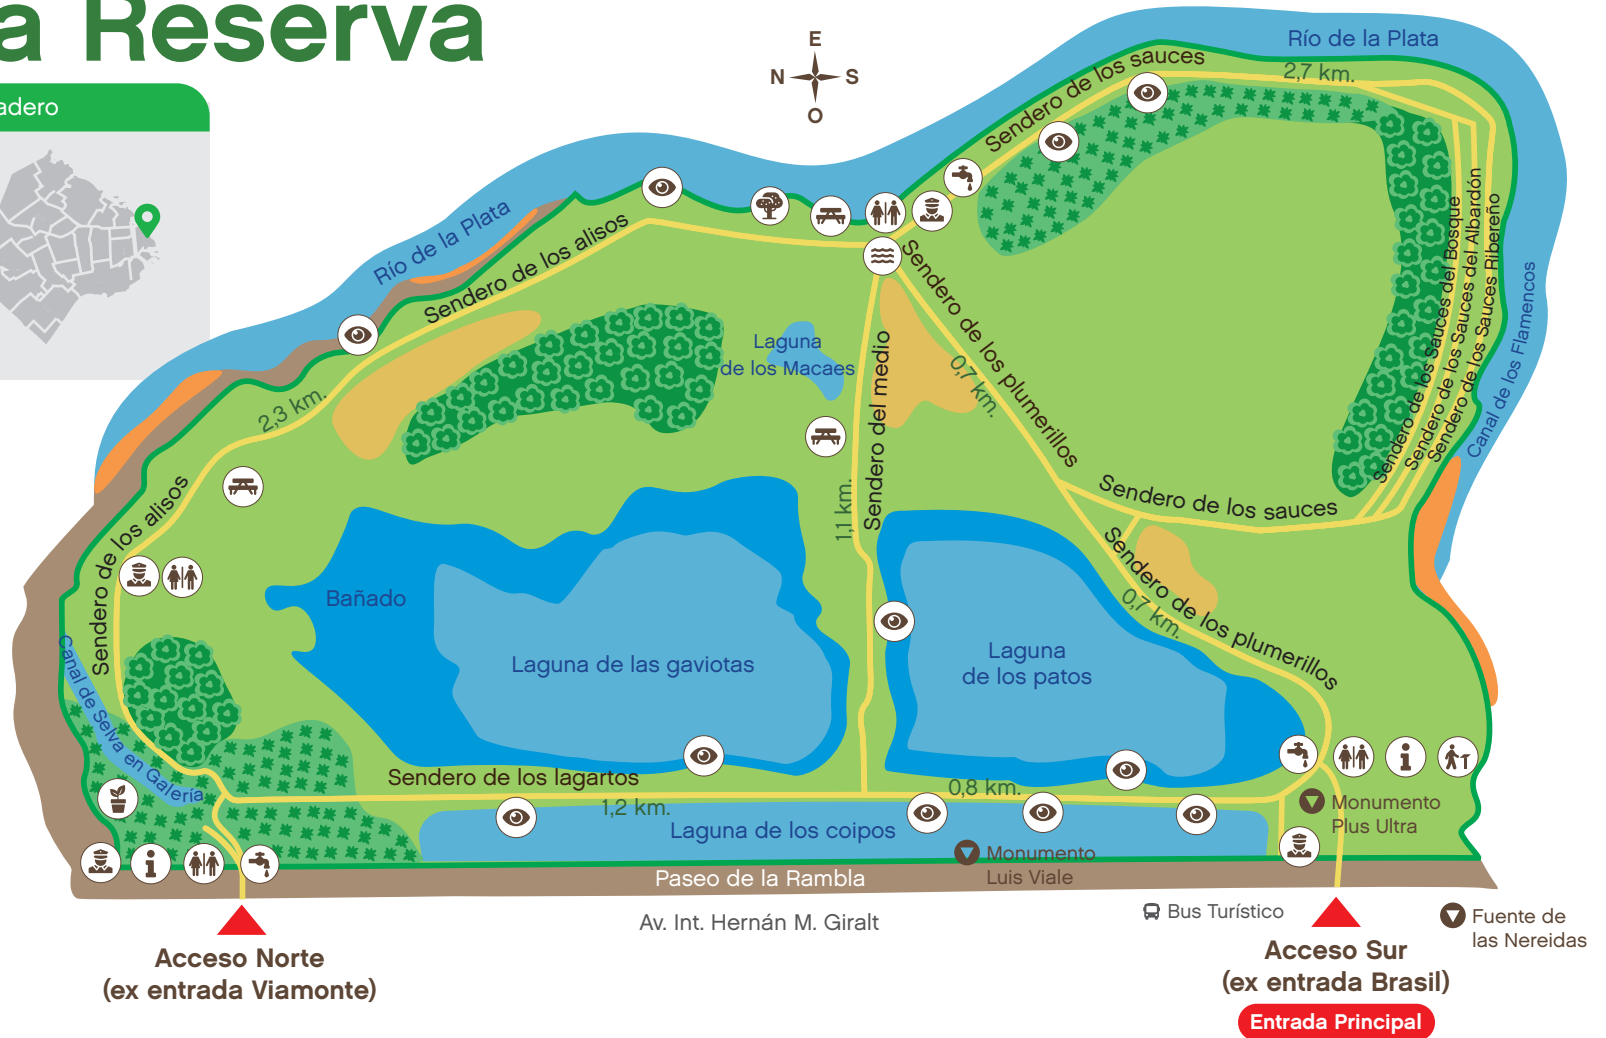 a Reserva
adero
E
N
S
O
Río de la Plata
2,7 km.
Sendero de los sauces
Río de la Plata
Sendero de los alisos
2,3 km.
Sendero de los alisos
Laguna
de los Macaes
Sendero del medio
1,1 km.
Sendero de los plumerillos
0,7 km.
Sendero de los sauces
Sendero de los Sauces del Bosque
Sendero de los Sauces del Albardón
Sendero de los Sauces Ribereño
Canal de los Flamencos
Sendero de los plumerillos
0,7 km.
Bañado
Laguna de las gaviotas
Laguna
de los patos
Canal de Selva en Galería
Sendero de los lagartos
1,2 km.
0,8 km.
Laguna de los coipos
Monumento
Plus Ultra
Monumento
Luis Viale
Paseo de la Rambla
Av. Int. Hernán M. Giralt
Bus Turístico
Fuente de
las Nereidas
Acceso Norte
(ex entrada Viamonte)
Acceso Sur
(ex entrada Brasil)
Entrada Principal